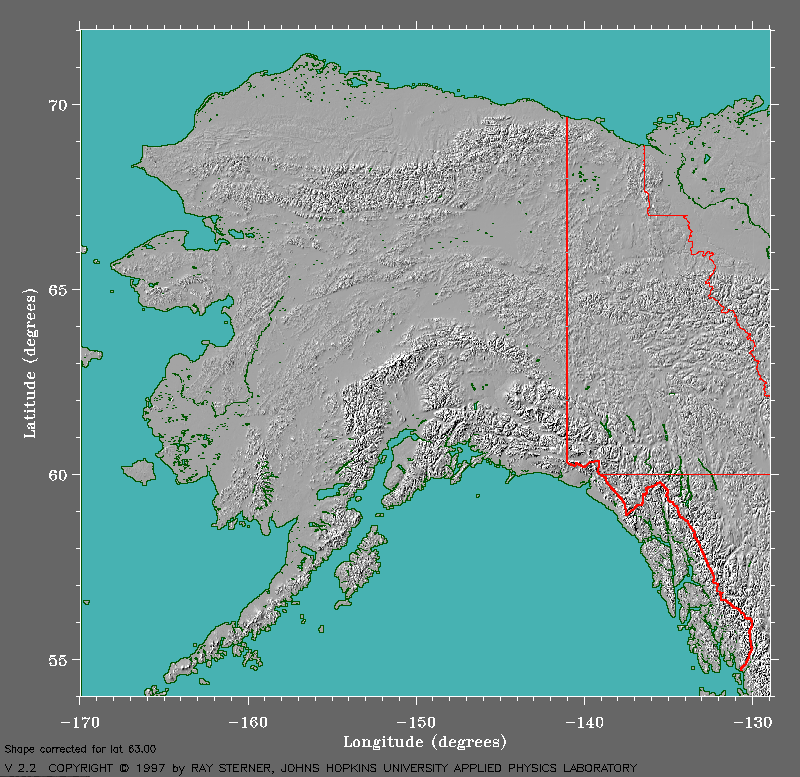 70
65
60
55
Latitude (degrees)
−170
−160
−150
−140
−130
Longitude (degrees)
Shape corrected for lat 63.00
V 2.2 COPYRIGHT © 1997 by RAY STERNER, JOHNS HOPKINS UNIVERSITY APPLIED PHYSICS LABORATORY